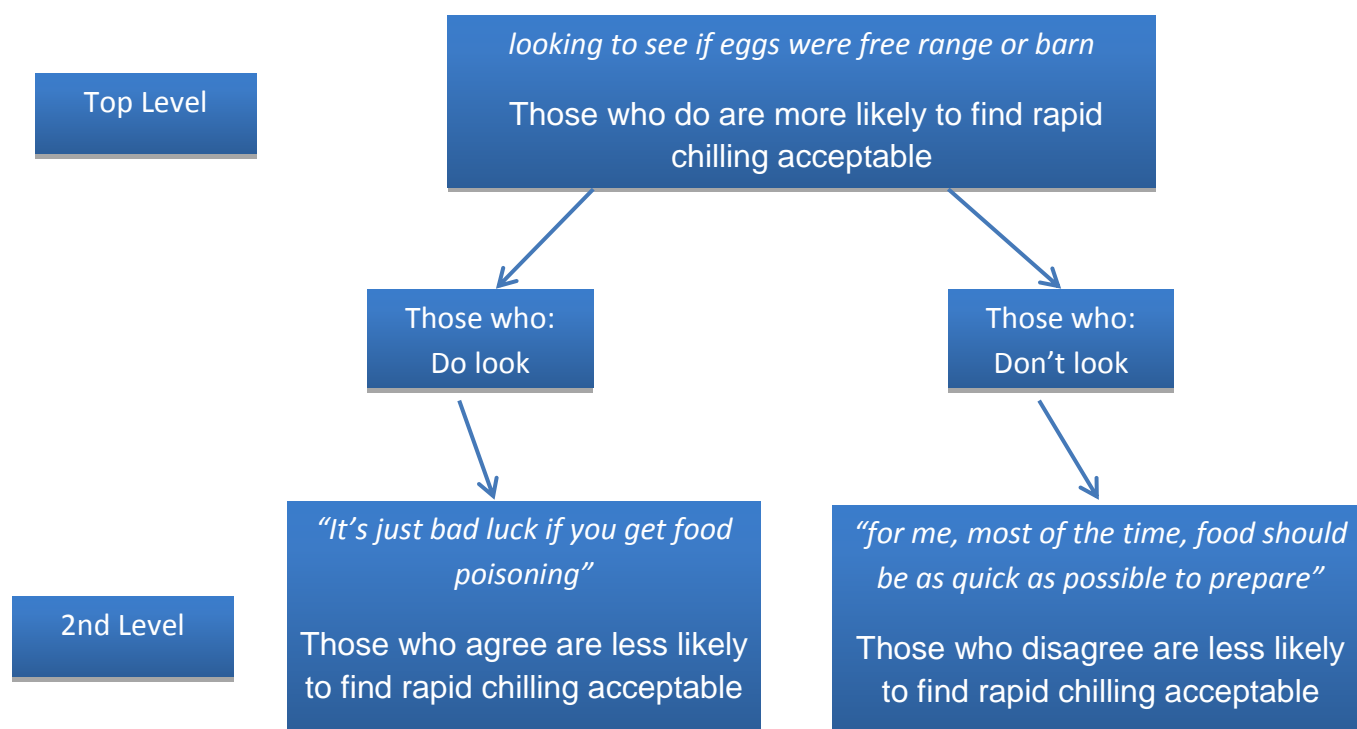 looking to see if eggs were free range or barn
Those who do are more likely to find rapid
chilling acceptable
Top Level
Those who:
Do look
Those who:
Don’t look
“It’s just bad luck if you get food
poisoning”
Those who agree are less likely
to find rapid chilling acceptable
“for me, most of the time, food should
be as quick as possible to prepare”
Those who disagree are less likely
to find rapid chilling acceptable
2nd Level